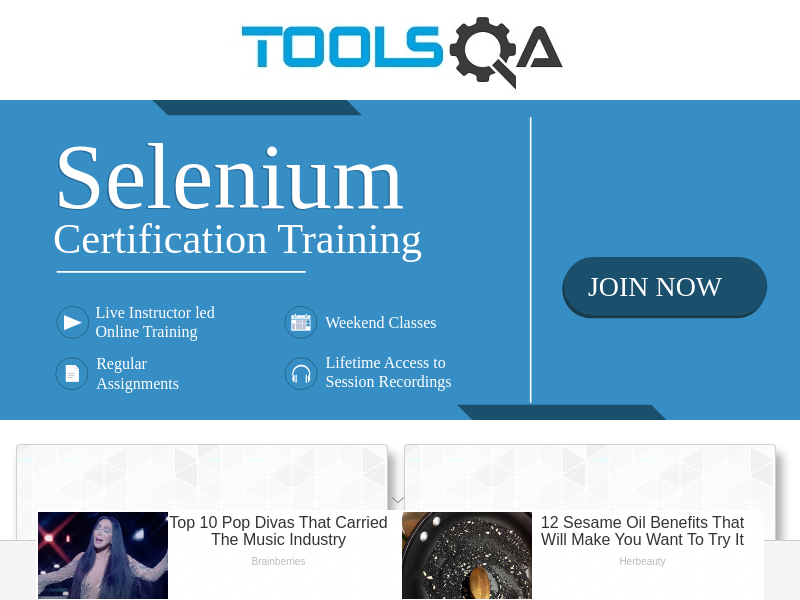 TOOLSQA
Selenium
Certification Training
JOIN NOW
Live Instructor led
Online Training
Weekend Classes
Regular
Assignments
Lifetime Access to
Session Recordings
Top 10 Pop Divas That Carried
The Music Industry
Brainberries
12 Sesame Oil Benefits That
Will Make You Want To Try It
Herbeauty